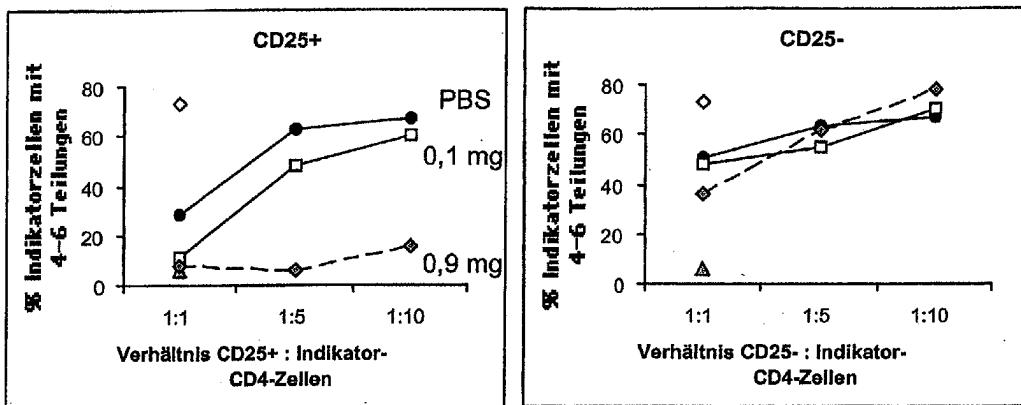 CD25+
% Indikatorzellen mit
4–6 Teilungen
80
60
40
20
0
PBS
0,1 mg
0,9 mg
1:1
1:5
1:10
Verhältnis CD25+ : Indikator-
CD4-Zellen
CD25-
% Indikatorzellen mit
4–6 Teilungen
80
60
40
20
0
1:1
1:5
1:10
Verhältnis CD25- : Indikator-
CD4-Zellen